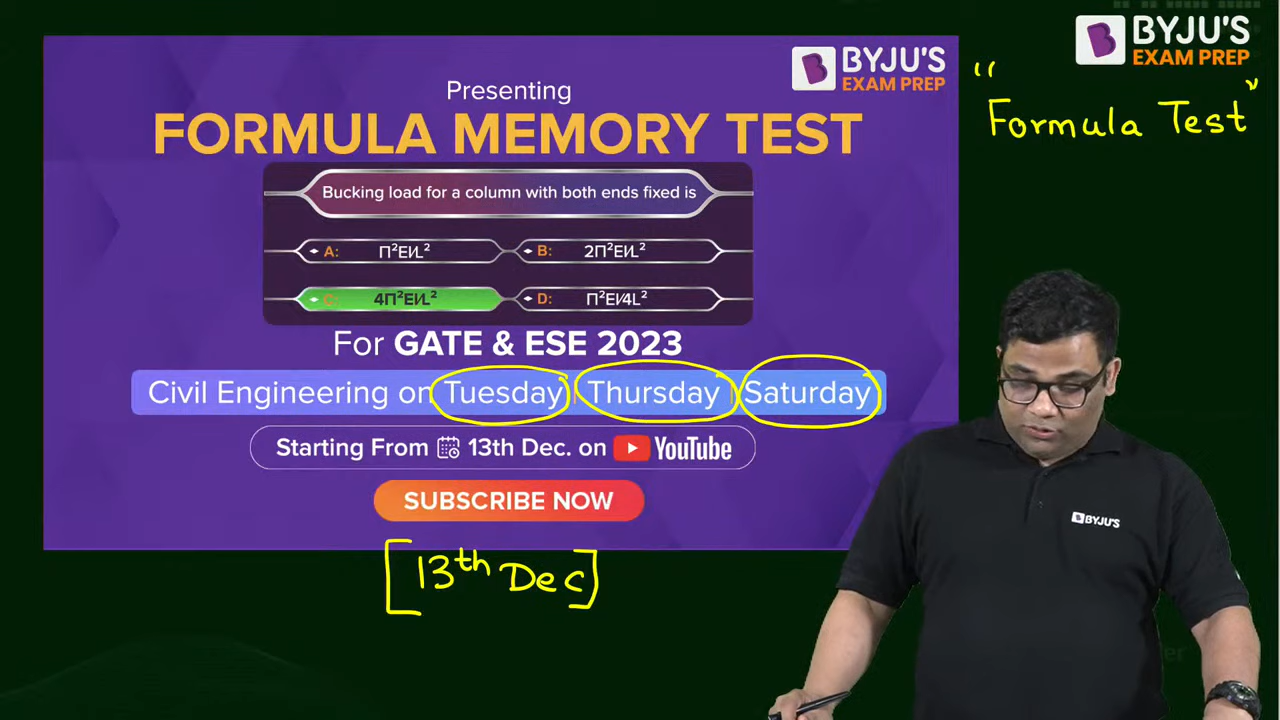 BYJU'S
EXAM PREP
BYJU'S
EXAM PREP
"Formula Test"
Presenting
FORMULA MEMORY TEST
Bucking load for a column with both ends fixed is
A: Π²EI/L²
B: 2Π²EI/L²
C: 4Π²EI/L²
D: Π²EI/4L²
For GATE & ESE 2023
Civil Engineering on Tuesday | Thursday | Saturday
Starting From 13th Dec. on YouTube
SUBSCRIBE NOW
[13th Dec]
BYJU'S